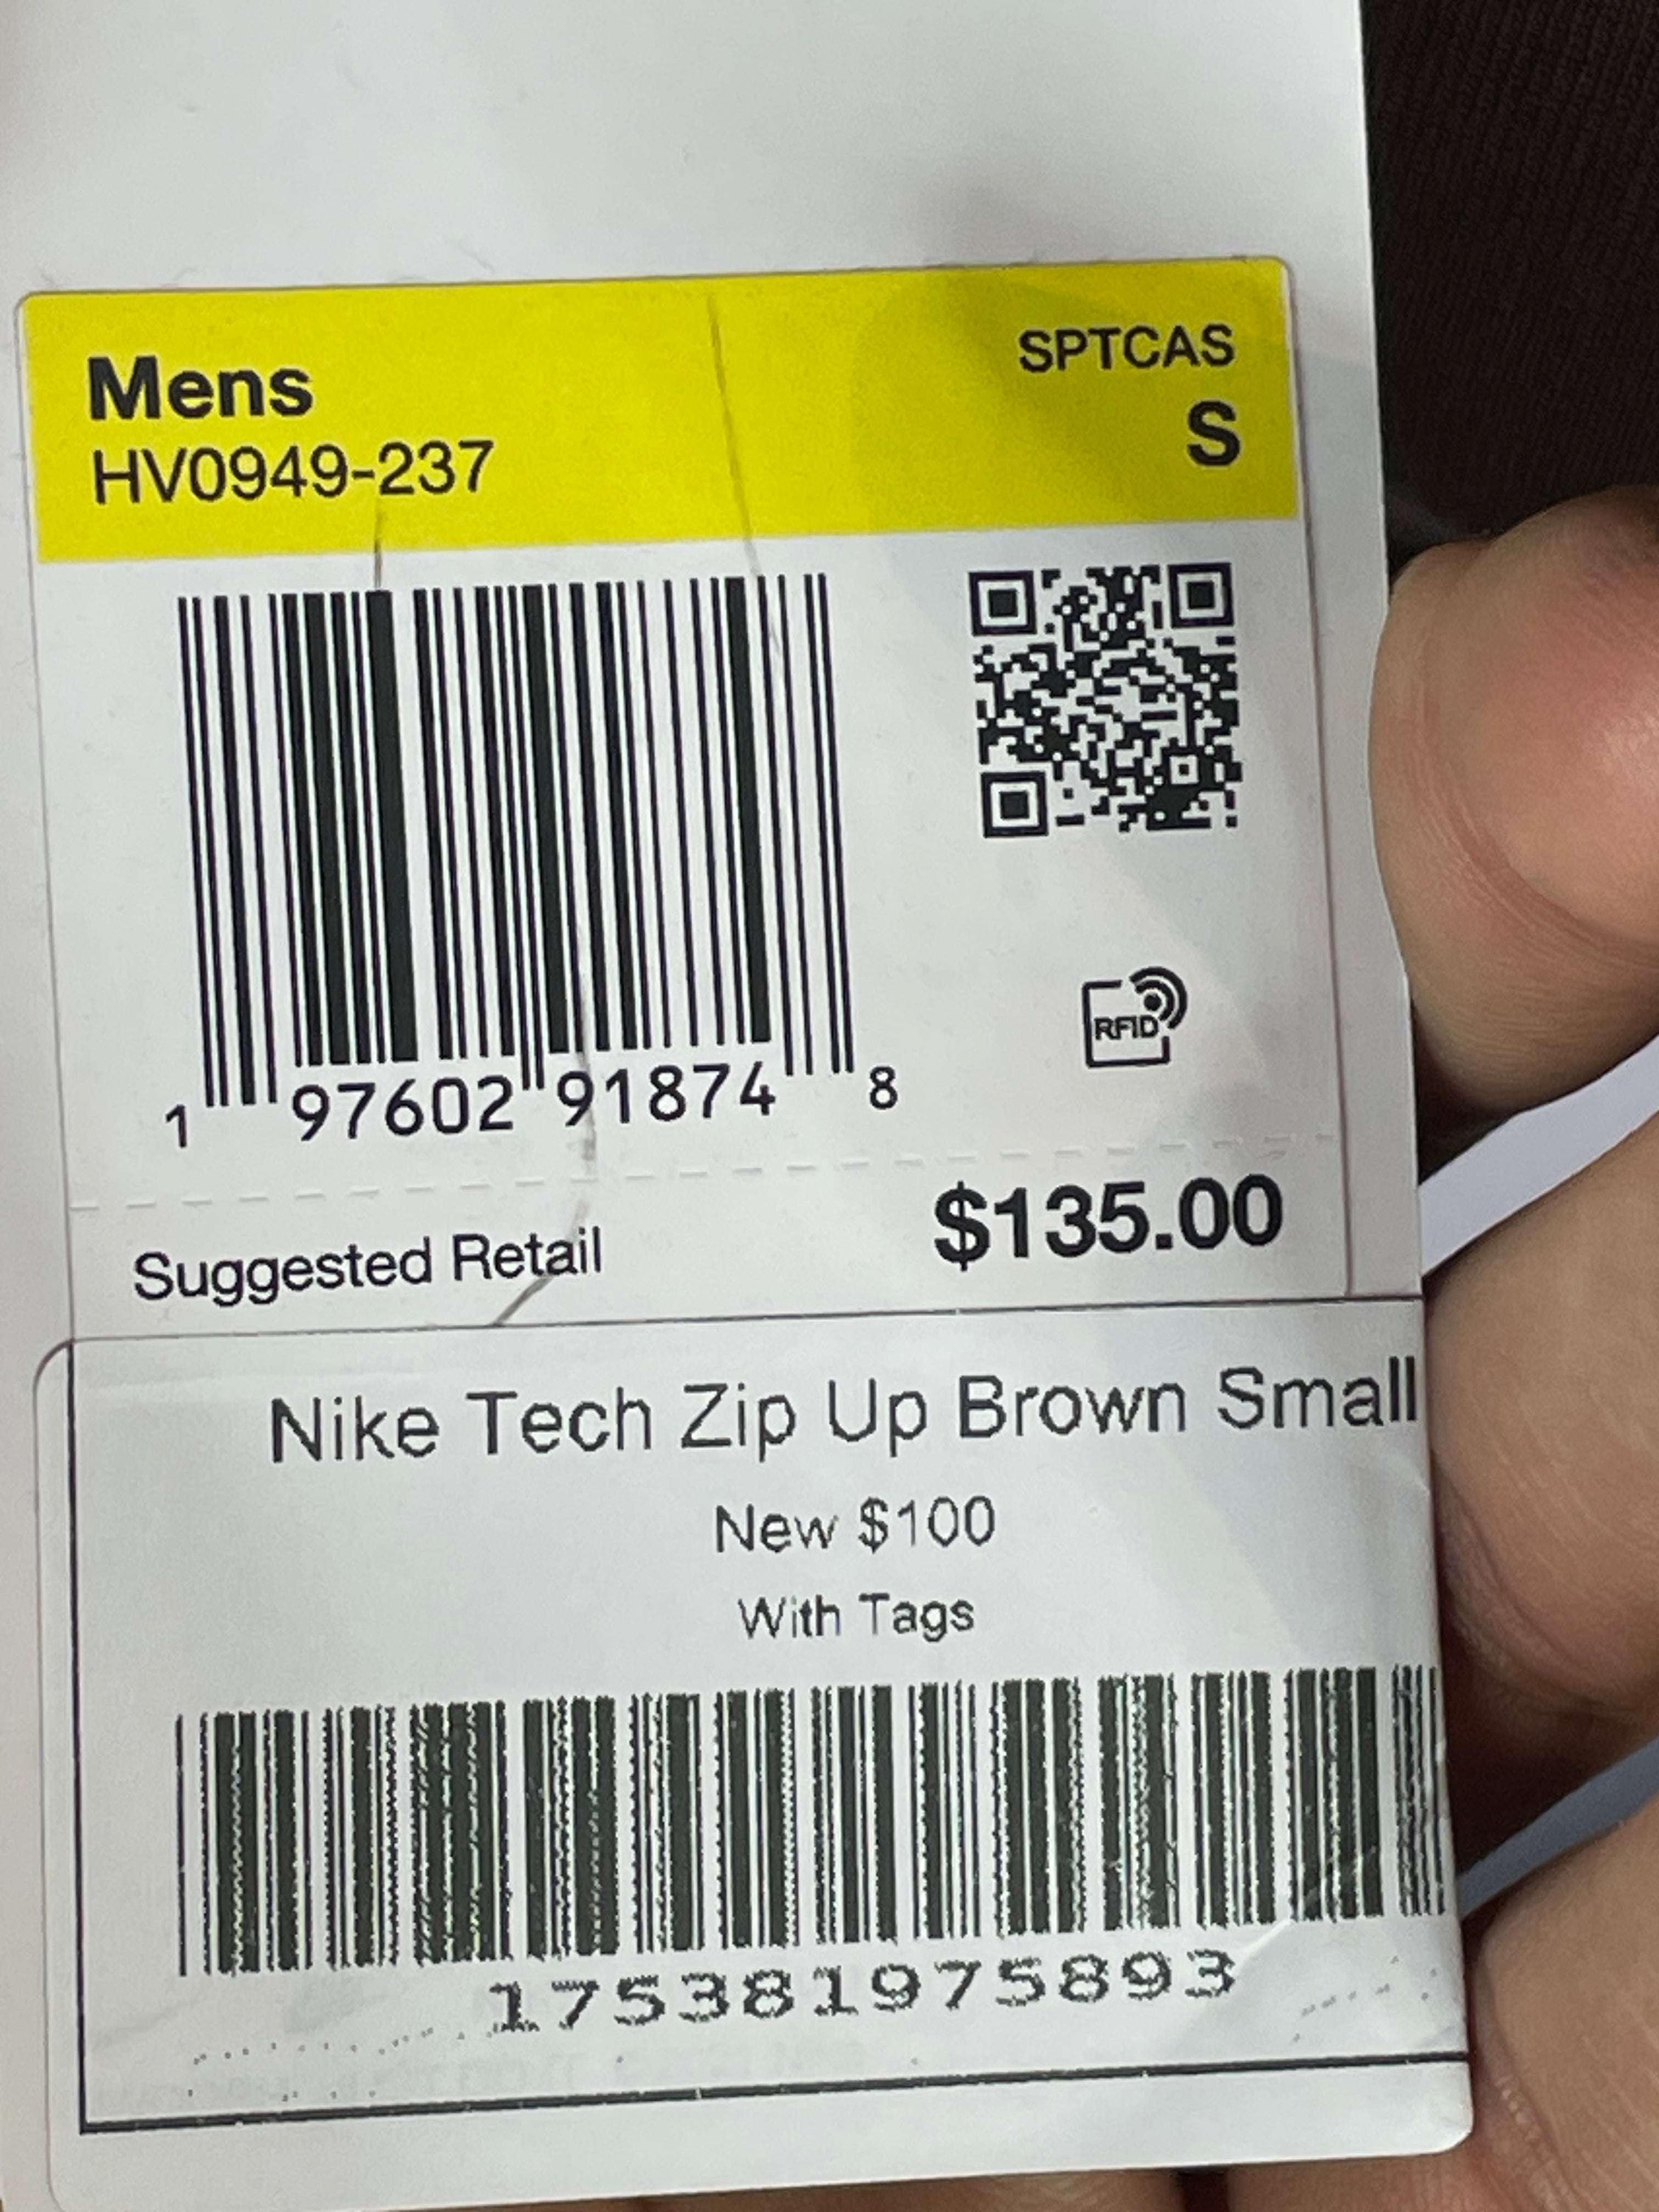 Mens
SPTCAS
HV0949-237
S
RFID
1 97602 91874 8
Suggested Retail
$135.00
Nike Tech Zip Up Brown Small
New $100
With Tags
175381975893